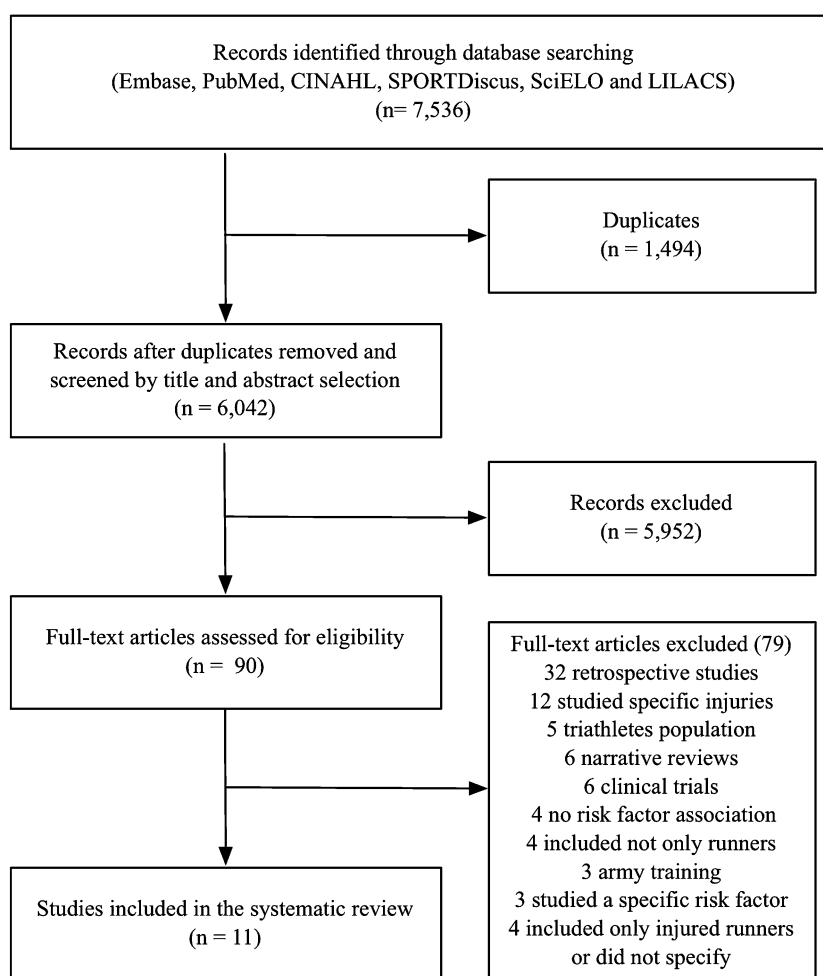 Records identified through database searching
(Embase, PubMed, CINAHL, SPORTDiscus, SciELO and LILACS)
(n= 7,536)
Duplicates
(n = 1,494)
Records after duplicates removed and
screened by title and abstract selection
(n = 6,042)
Records excluded
(n = 5,952)
Full-text articles assessed for eligibility
(n = 90)
Full-text articles excluded (79)
32 retrospective studies
12 studied specific injuries
5 triathletes population
6 narrative reviews
6 clinical trials
4 no risk factor association
4 included not only runners
3 army training
3 studied a specific risk factor
4 included only injured runners
or did not specify
Studies included in the systematic review
(n = 11)